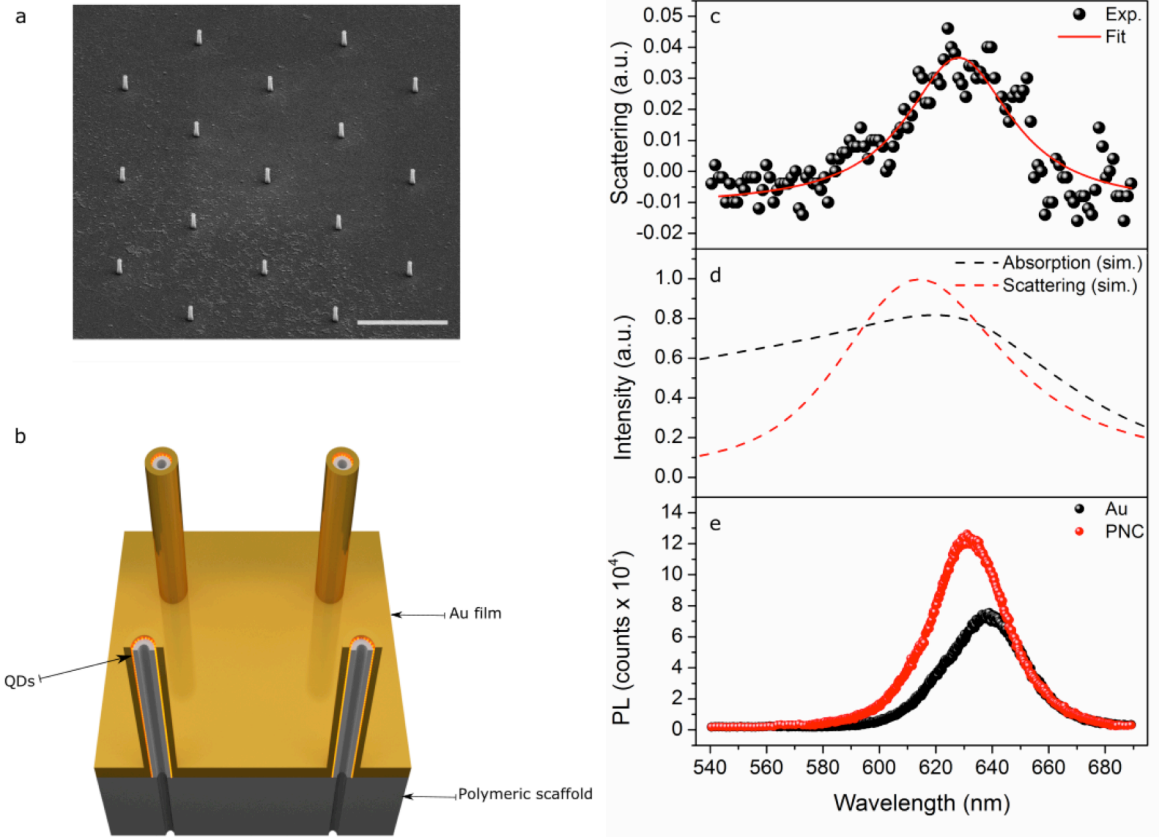 a
b
Au film
QDs
Polymeric scaffold
c
Exp.
Fit
Scattering (a.u.)
0.05
0.04
0.03
0.02
0.01
0.00
-0.01
-0.02
d
Absorption (sim.)
Scattering (sim.)
Intensity (a.u.)
1.0
0.8
0.6
0.4
0.2
0.0
e
Au
PNC
PL (counts x 10⁴)
14
12
10
8
6
4
2
0
540 560 580 600 620 640 660 680
Wavelength (nm)